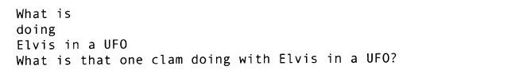 What is
doing
Elvis in a UFO
What is that one clam doing with Elvis in a UFO?